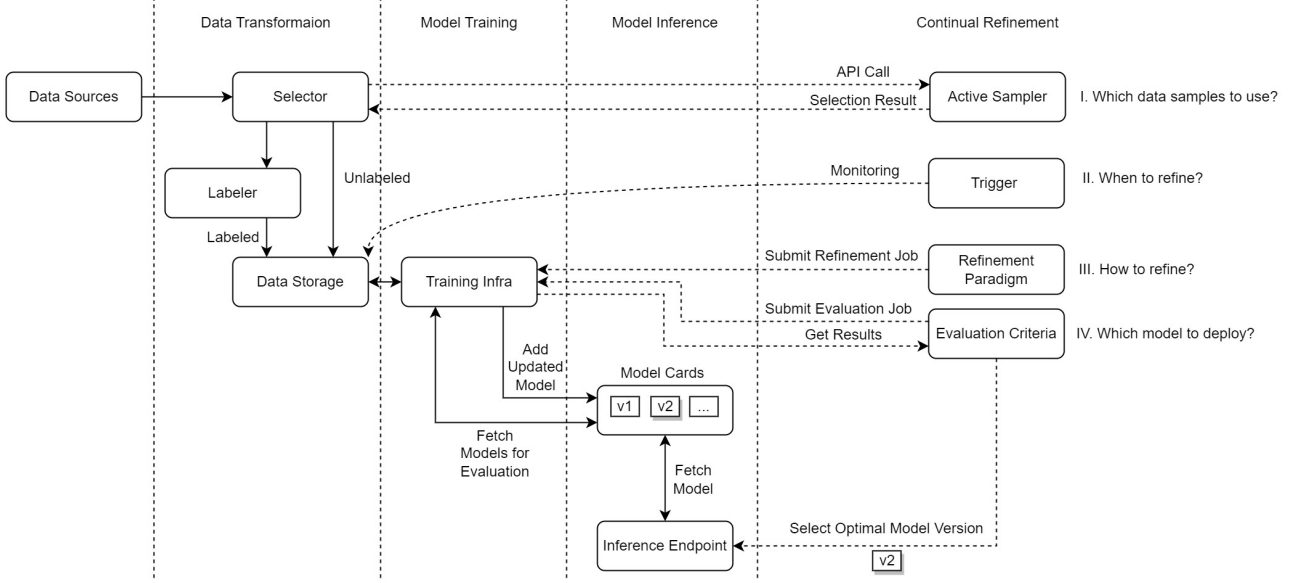 Data Transformaion
Model Training
Model Inference
Continual Refinement
Data Sources
Selector
API Call
Selection Result
Active Sampler
I. Which data samples to use?
Labeler
Unlabeled
Monitoring
Trigger
II. When to refine?
Labeled
Data Storage
Training Infra
Submit Refinement Job
Refinement
Paradigm
III. How to refine?
Submit Evaluation Job
Get Results
Evaluation Criteria
IV. Which model to deploy?
Add
Updated
Model
Model Cards
v1
v2
...
Fetch
Models for
Evaluation
Fetch
Model
Select Optimal Model Version
Inference Endpoint
v2